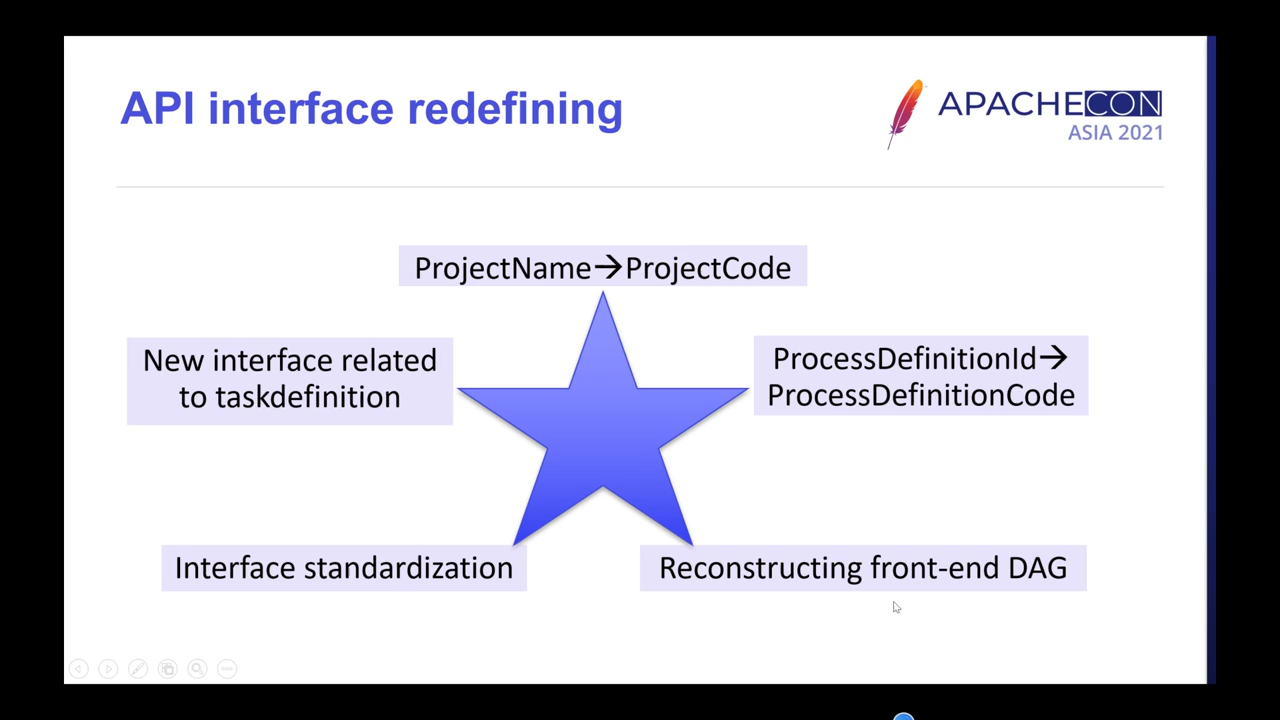 API interface redefining
APACHECON
ASIA 2021
ProjectName→ProjectCode
New interface related
to taskdefinition
ProcessDefinitionId→
ProcessDefinitionCode
Interface standardization
Reconstructing front-end DAG